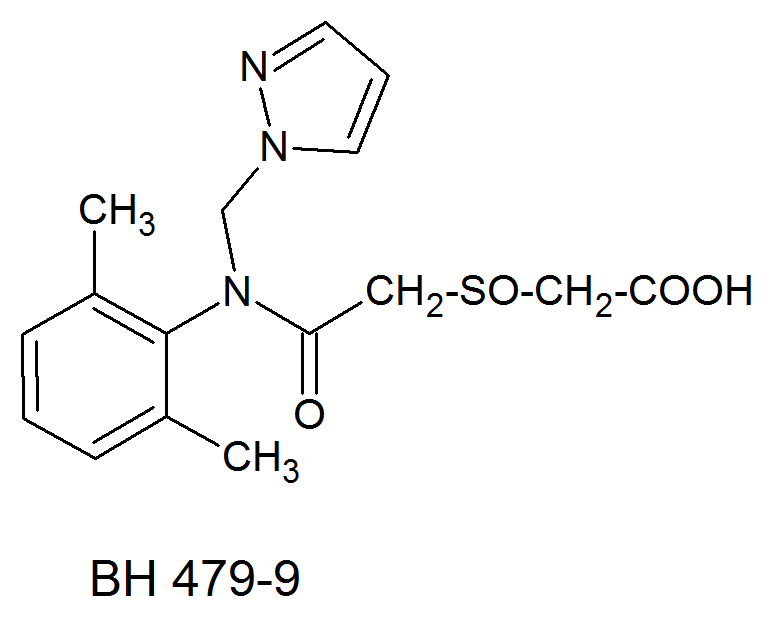 N
N
CH3
N
CH2-SO-CH2-COOH
O
CH3
BH 479-9